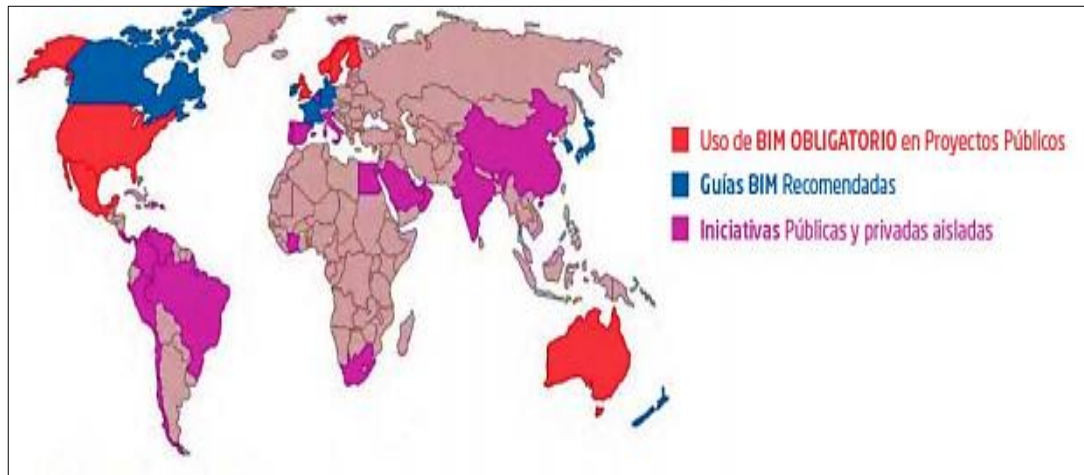 Uso de BIM OBLIGATORIO en Proyectos Públicos
Guías BIM Recomendadas
Iniciativas Públicas y privadas aisladas